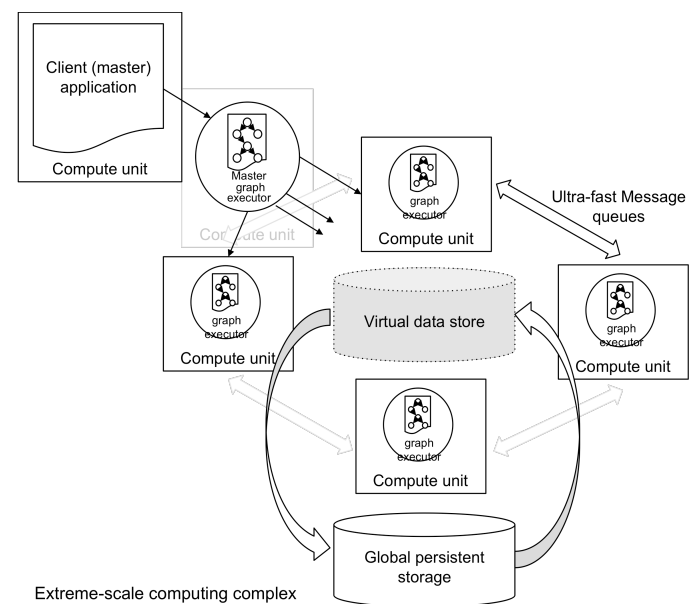 Client (master)
application
Compute unit
Master
graph
executor
Compute unit
graph
executor
Compute unit
Ultra-fast Message
queues
graph
executor
Compute unit
Virtual data store
graph
executor
Compute unit
graph
executor
Compute unit
Global persistent
storage
Extreme-scale computing complex